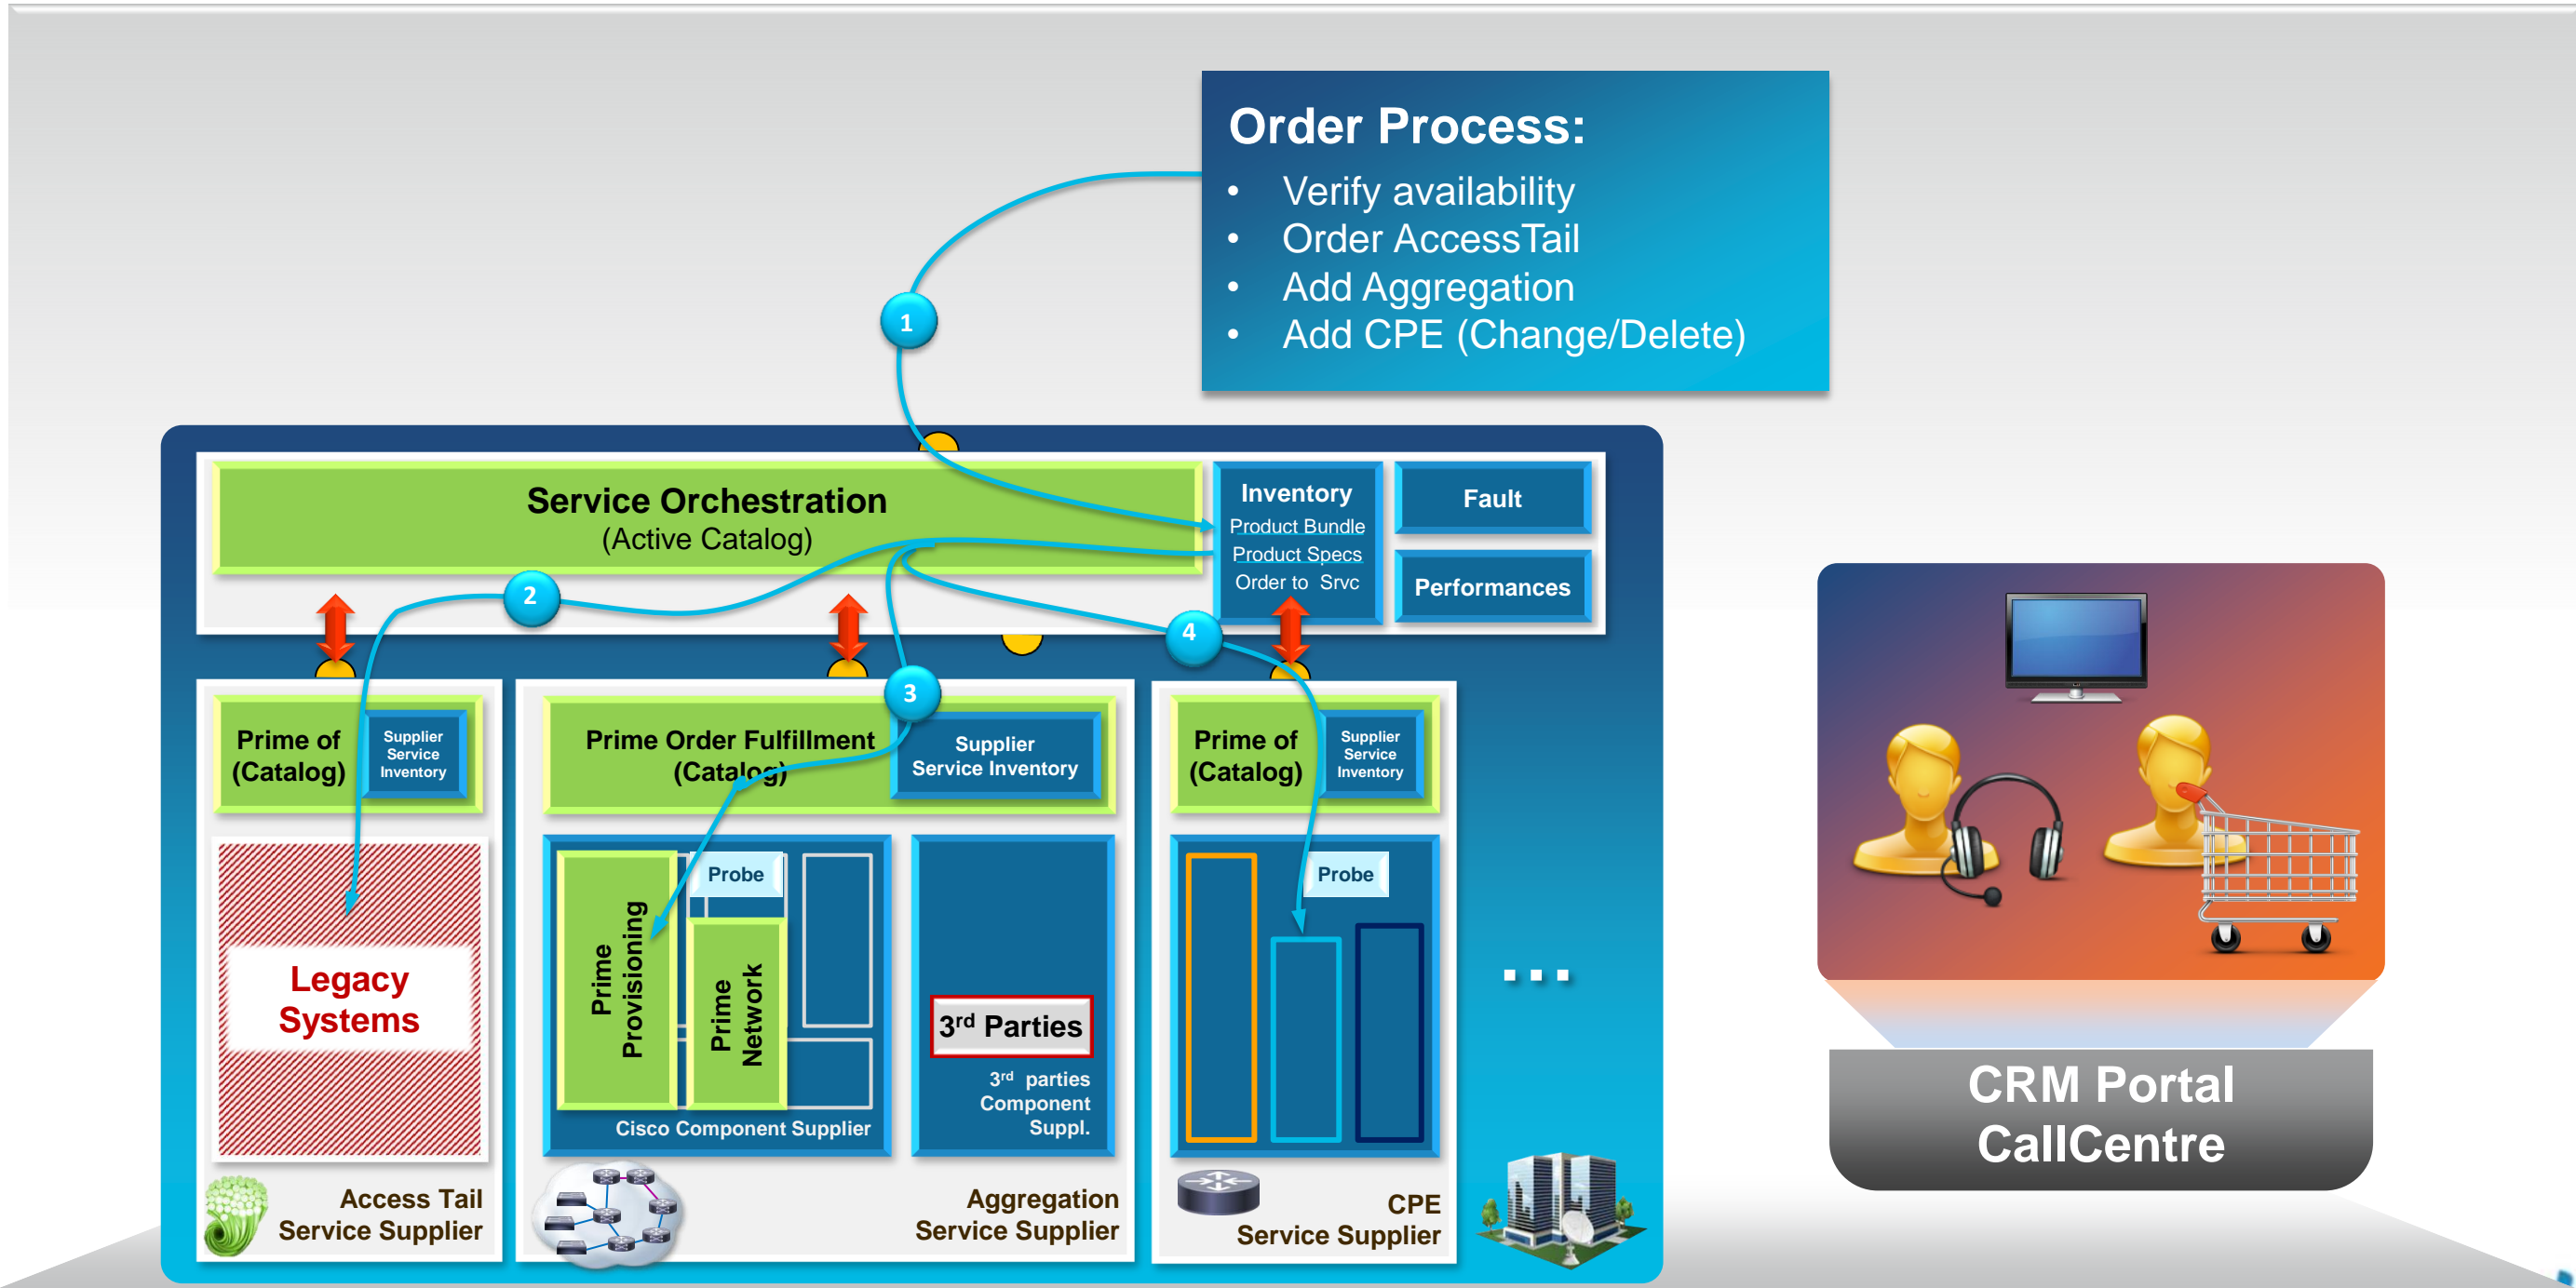 Order Process:
• Verify availability
• Order AccessTail
• Add Aggregation
• Add CPE (Change/Delete)
1
Service Orchestration
(Active Catalog)
Inventory
Product Bundle
Product Specs
Order to Srvc
Fault
Performances
2
3
4
Prime of
(Catalog)
Supplier
Service
Inventory
Legacy
Systems
Access Tail
Service Supplier
Prime Order Fulfillment
(Catalog)
Supplier
Service Inventory
Prime
Provisioning
Probe
Prime
Network
Cisco Component Supplier
3rd Parties
3rd parties
Component
Suppl.
Aggregation
Service Supplier
Prime of
(Catalog)
Supplier
Service
Inventory
Probe
CPE
Service Supplier
...
CRM Portal
CallCentre